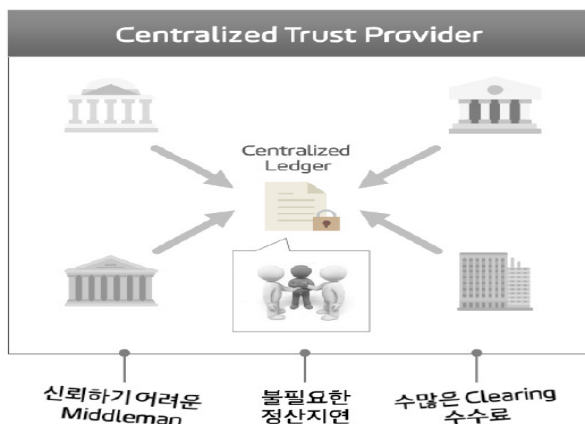 Centralized Trust Provider
Centralized
Ledger
신뢰하기 어려운
Middleman
불필요한
정산지연
수많은 Clearing
수수료